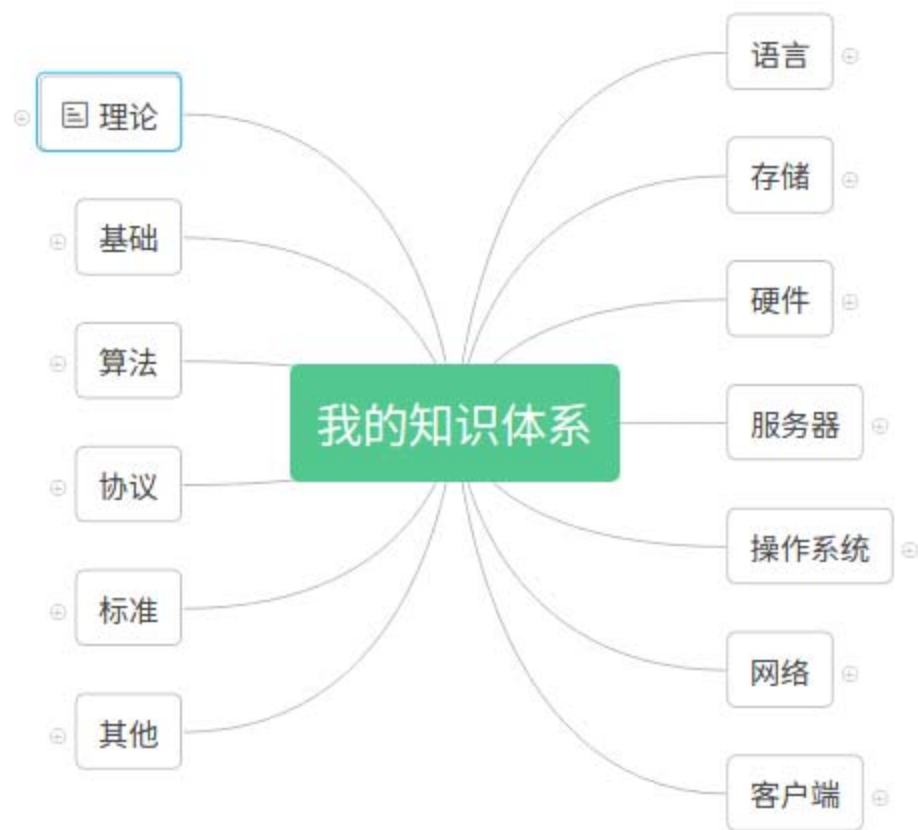 理论
基础
算法
协议
标准
其他
我的知识体系
语言
存储
硬件
服务器
操作系统
网络
客户端